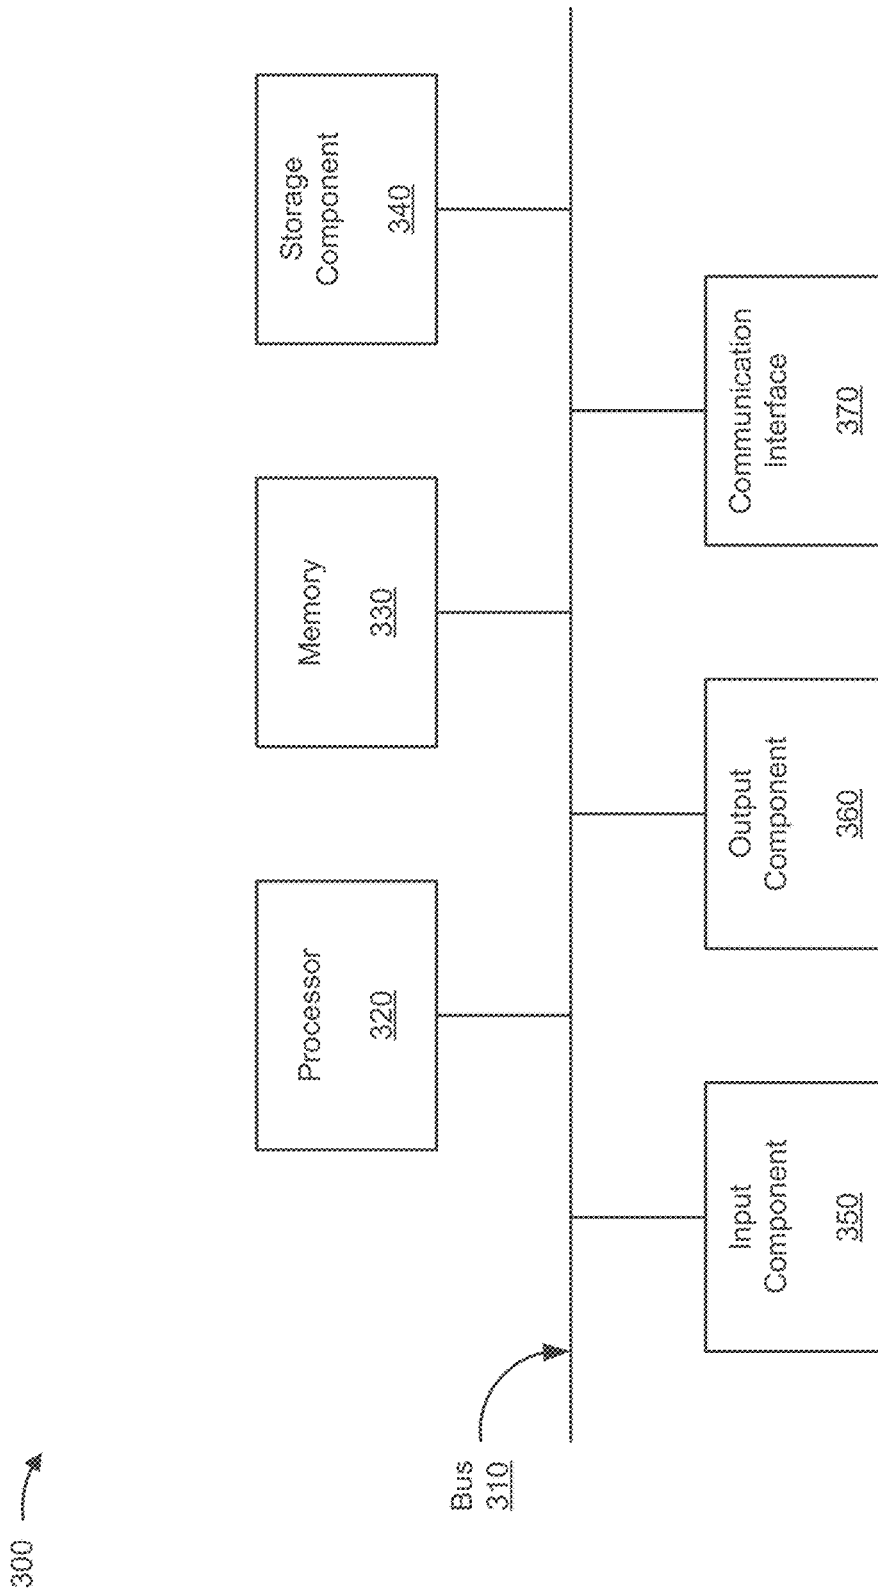 300
Processor
320
Memory
330
Storage
Component
340
Bus
310
Input
Component
350
Output
Component
360
Communication
Interface
370